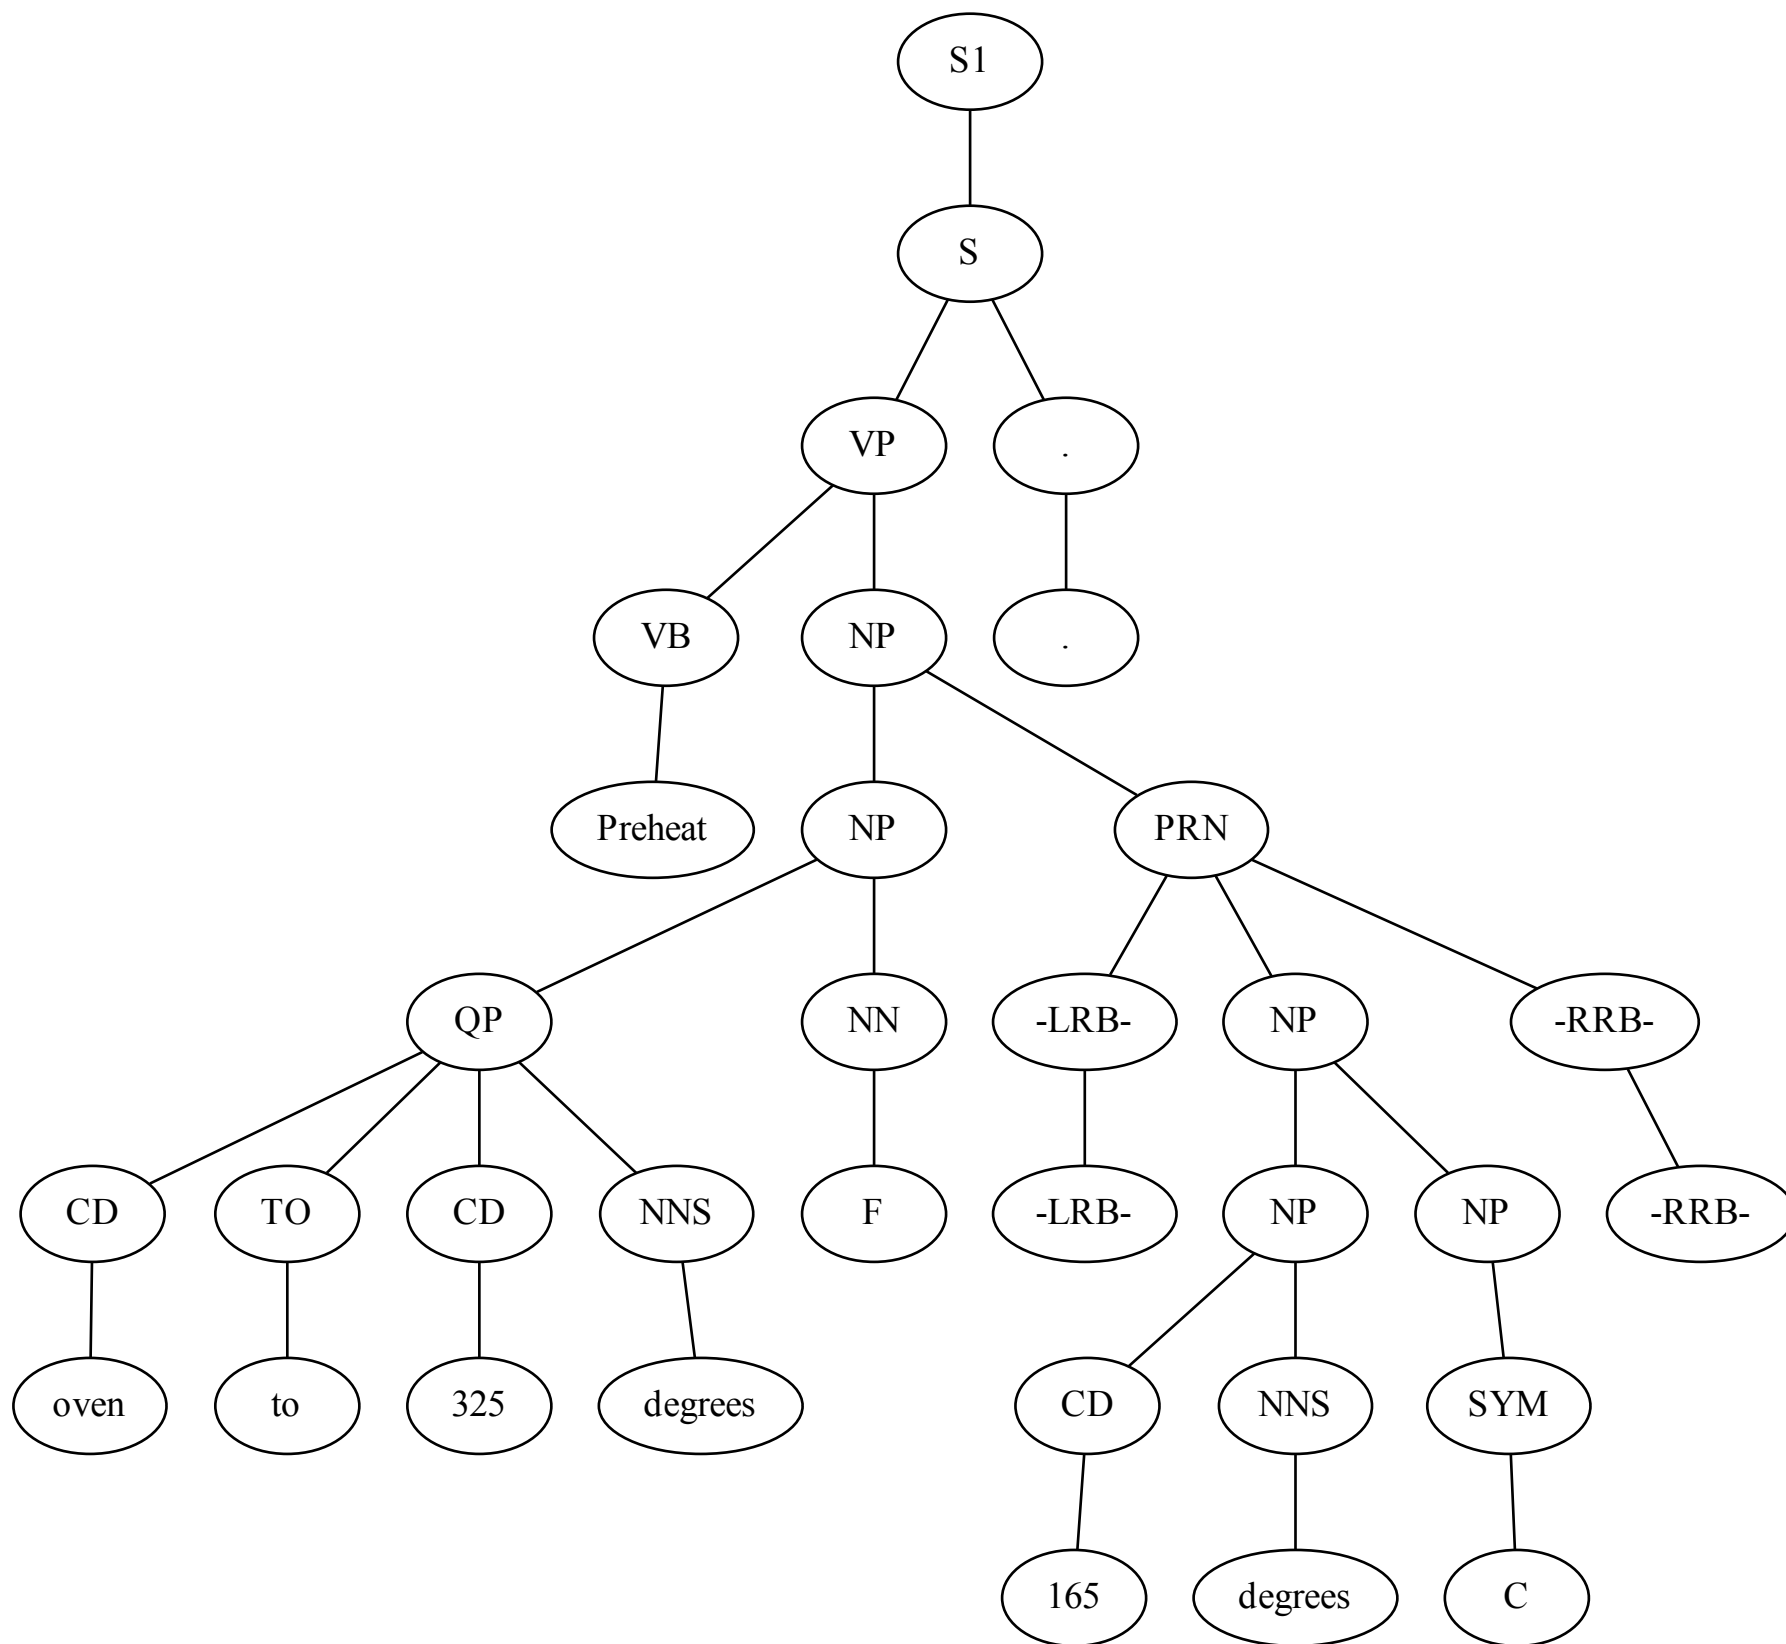 S1
S
VP .
VB NP .
Preheat NP PRN
QP NN -LRB- NP -RRB-
CD TO CD NNS F -LRB- NP NP -RRB-
oven to 325 degrees CD NNS SYM
165 degrees C